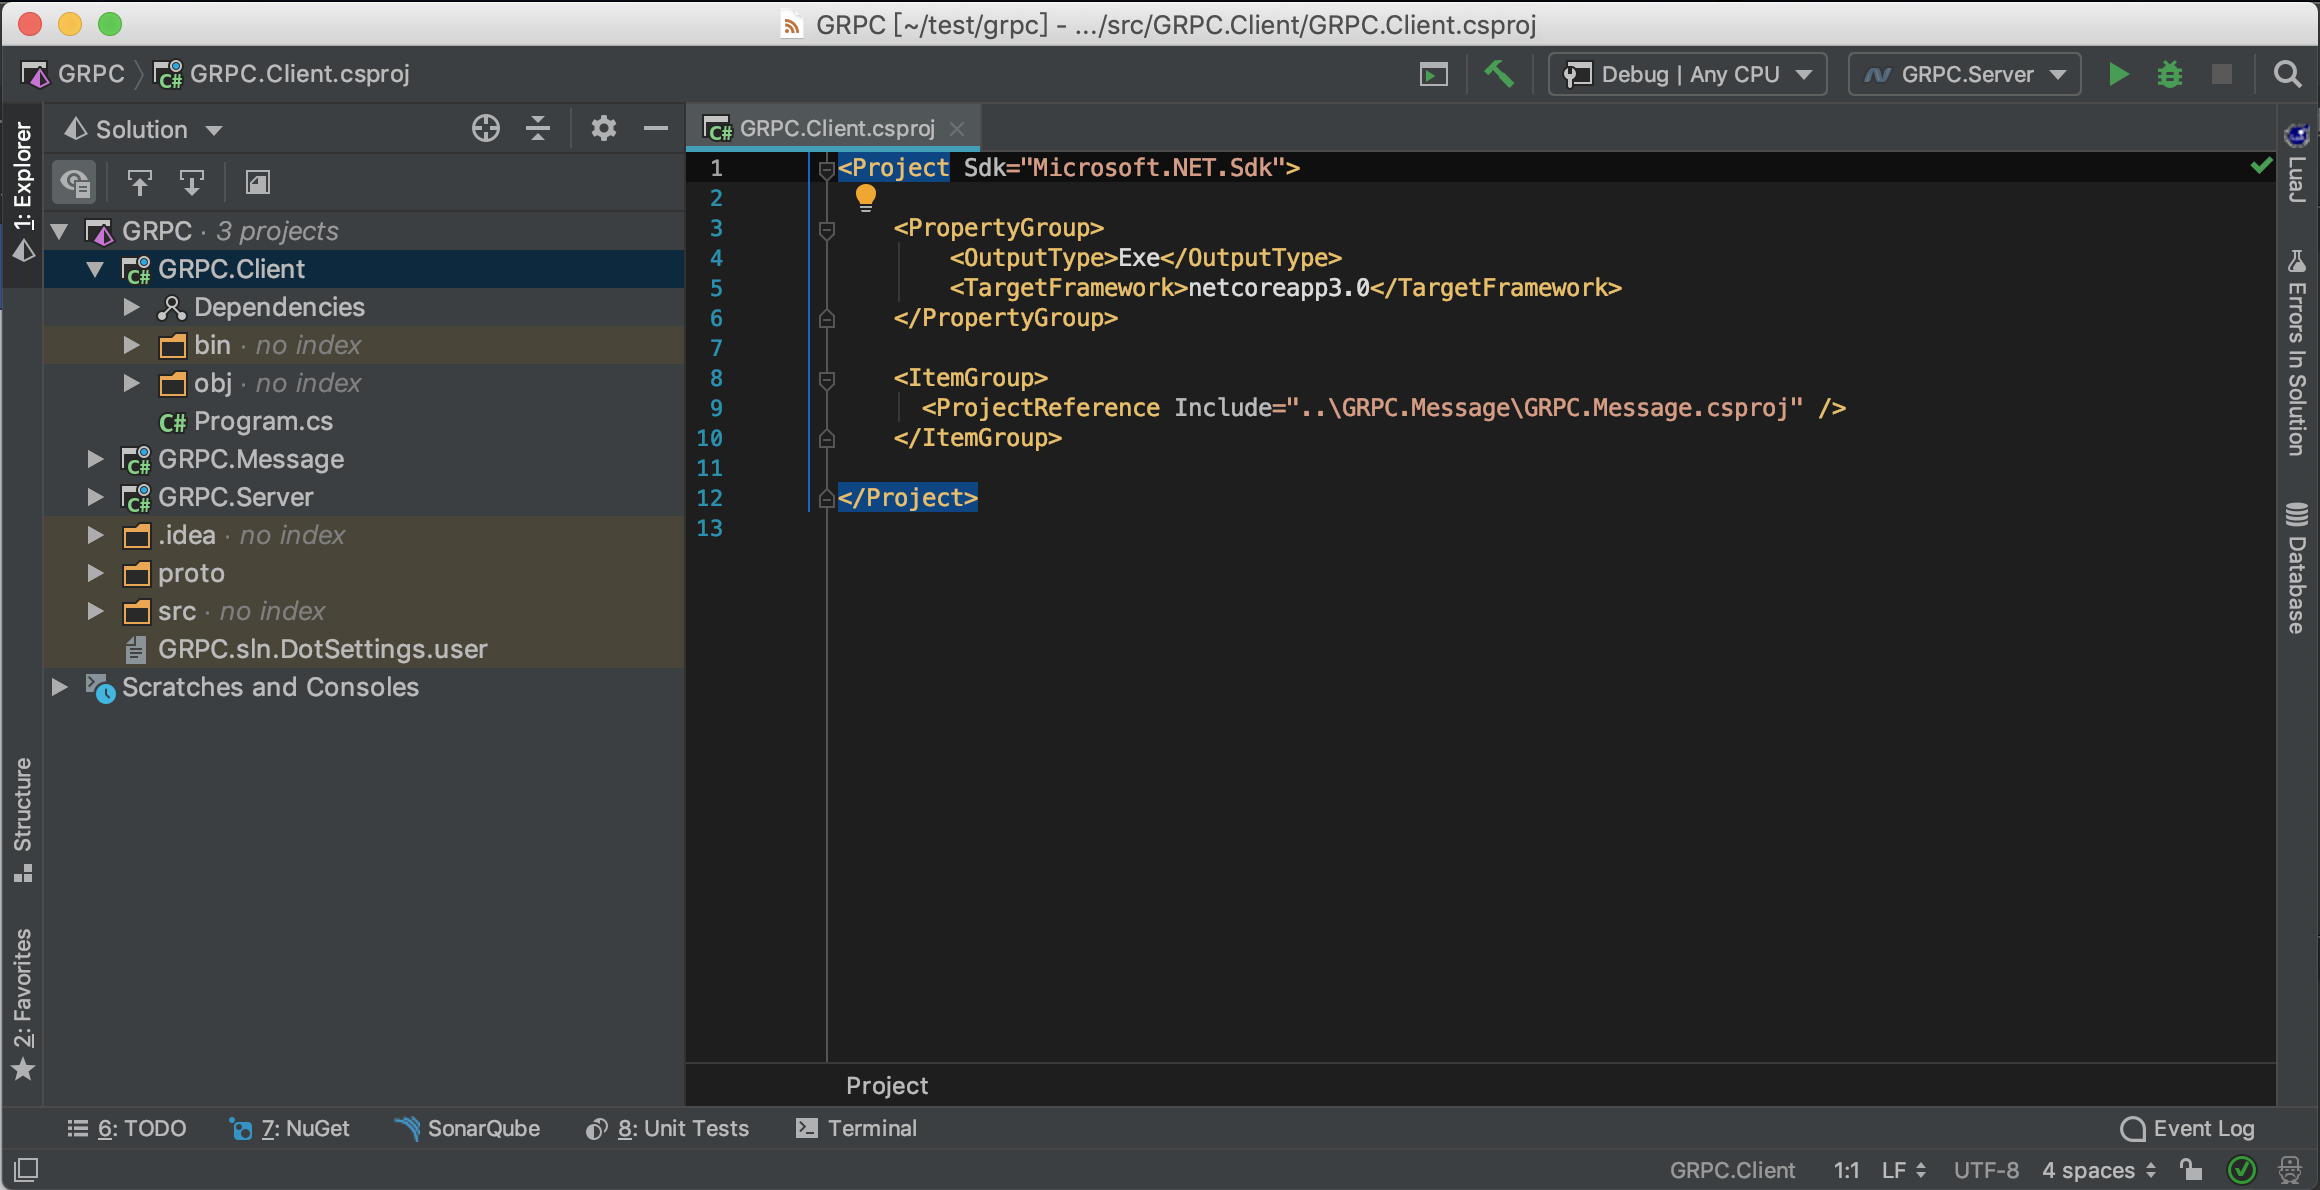 GRPC [~/test/grpc] - .../src/GRPC.Client/GRPC.Client.csproj
GRPC
GRPC.Client.csproj
Debug | Any CPU
GRPC.Server
1: Explorer
Solution
GRPC · 3 projects
GRPC.Client
Dependencies
bin · no index
obj · no index
C# Program.cs
GRPC.Message
GRPC.Server
.idea · no index
proto
src · no index
GRPC.sln.DotSettings.user
Scratches and Consoles
Structure
2: Favorites
GRPC.Client.csproj
1 <Project Sdk="Microsoft.NET.Sdk">
2
3 <PropertyGroup>
4 <OutputType>Exe</OutputType>
5 <TargetFramework>netcoreapp3.0</TargetFramework>
6 </PropertyGroup>
7
8 <ItemGroup>
9 <ProjectReference Include="..\GRPC.Message\GRPC.Message.csproj" />
10 </ItemGroup>
11
12 </Project>
13
Project
LuaJ
Errors In Solution
Database
6: TODO
7: NuGet
SonarQube
8: Unit Tests
Terminal
Event Log
GRPC.Client
1:1
LF
UTF-8
4 spaces